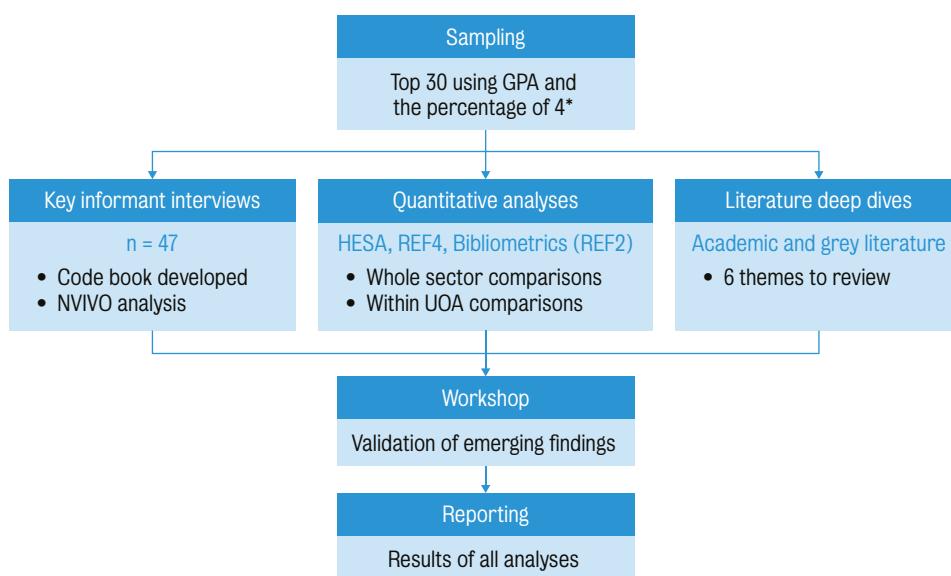 Sampling
Top 30 using GPA and
the percentage of 4*
Key informant interviews
n = 47
• Code book developed
• NVIVO analysis
Quantitative analyses
HESA, REF4, Bibliometrics (REF2)
• Whole sector comparisons
• Within UOA comparisons
Literature deep dives
Academic and grey literature
• 6 themes to review
Workshop
Validation of emerging findings
Reporting
Results of all analyses